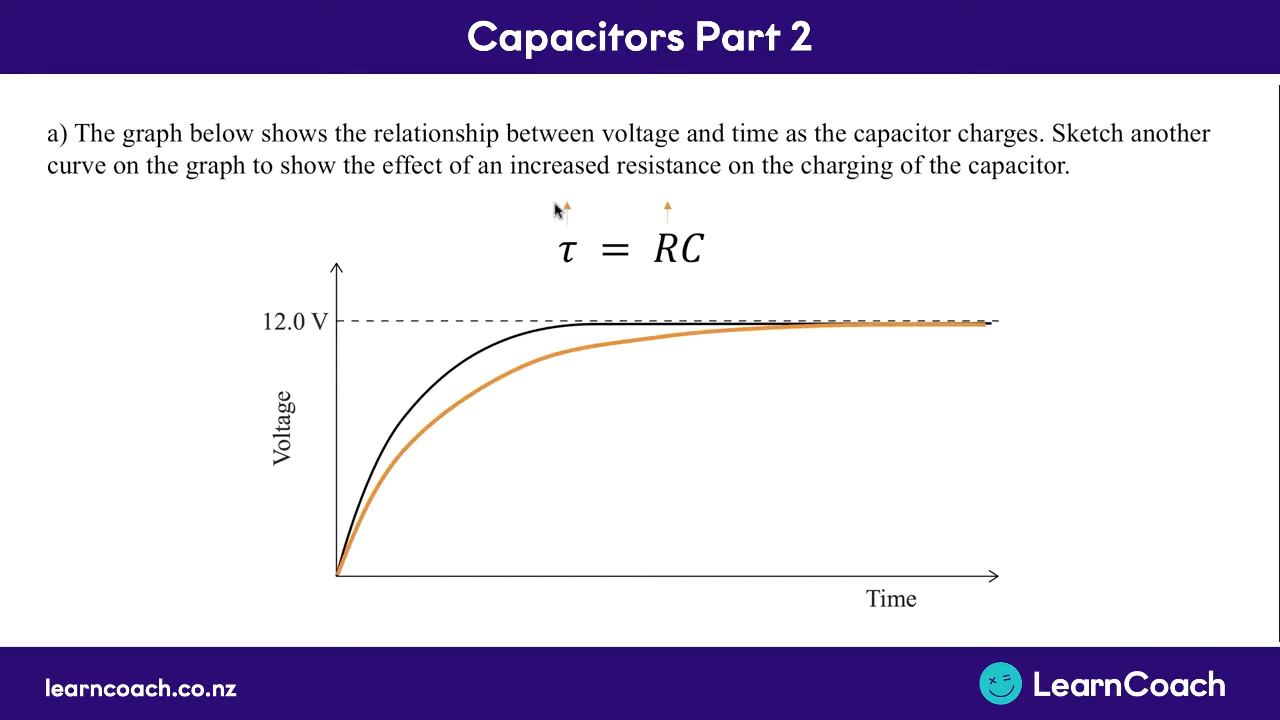 Capacitors Part 2
a) The graph below shows the relationship between voltage and time as the capacitor charges. Sketch another
curve on the graph to show the effect of an increased resistance on the charging of the capacitor.
τ = RC
12.0 V
Voltage
Time
learncoach.co.nz
LearnCoach